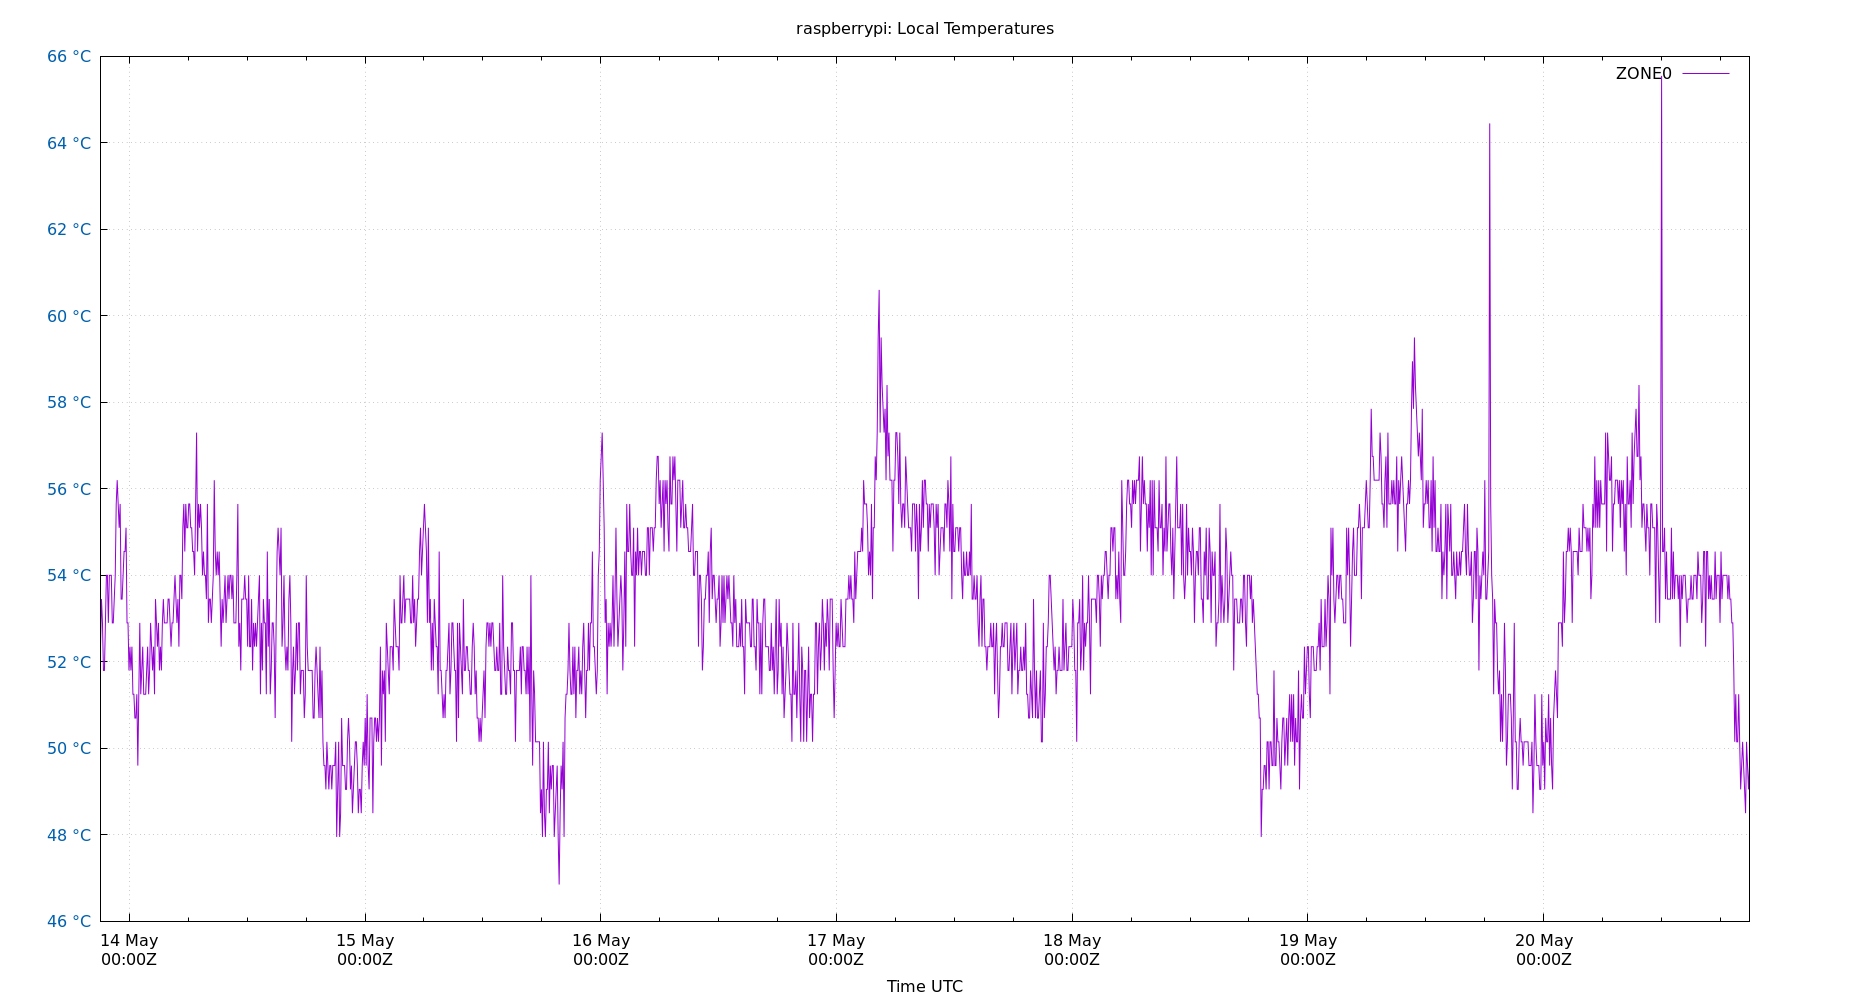 raspberrypi: Local Temperatures
66 °C
ZONE0
64 °C
62 °C
60 °C
58 °C
56 °C
54 °C
52 °C
50 °C
48 °C
46 °C
14 May 15 May 16 May 17 May 18 May 19 May 20 May
00:00Z 00:00Z 00:00Z 00:00Z 00:00Z 00:00Z 00:00Z
Time UTC